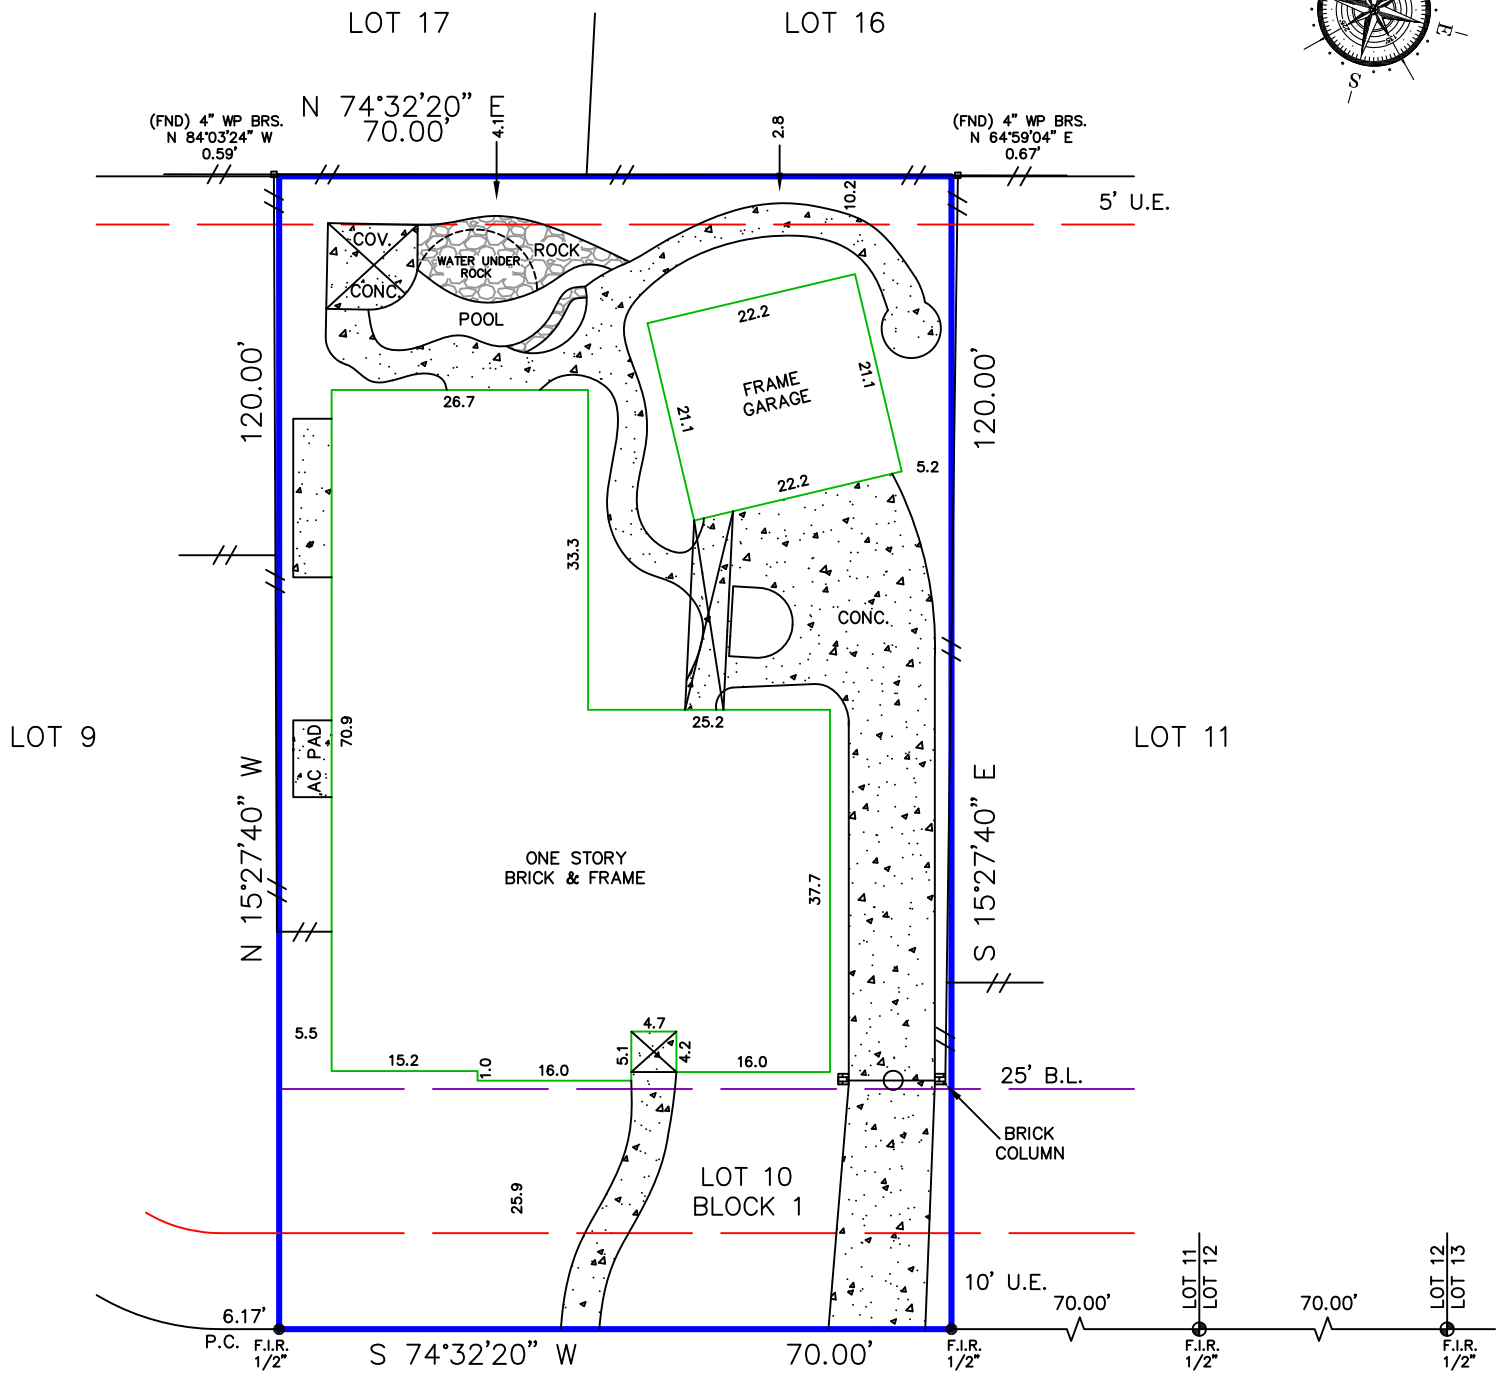 LOT 17
LOT 16
E
S
N 74°32'20" E
70.00'
(FND) 4" WP BRS.
N 84°03'24" W
0.59'
4.1
2.8
(FND) 4" WP BRS.
N 64°59'04" E
0.67'
10.2
5' U.E.
COV.
CONC.
WATER UNDER
ROCK
ROCK
POOL
22.2
FRAME
GARAGE
21.1
21.1
22.2
5.2
120.00'
120.00'
26.7
33.3
CONC.
25.2
LOT 9
AC PAD
70.9
LOT 11
N 15°27'40" W
S 15°27'40" E
ONE STORY
BRICK & FRAME
37.7
5.5
15.2
1.0
16.0
4.7
5.1
4.2
16.0
25' B.L.
BRICK
COLUMN
LOT 10
BLOCK 1
25.9
10' U.E.
6.17'
P.C.
F.I.R.
1/2"
S 74°32'20" W
70.00'
F.I.R.
1/2"
70.00'
LOT 11
LOT 12
F.I.R.
1/2"
70.00'
LOT 12
LOT 13
F.I.R.
1/2"